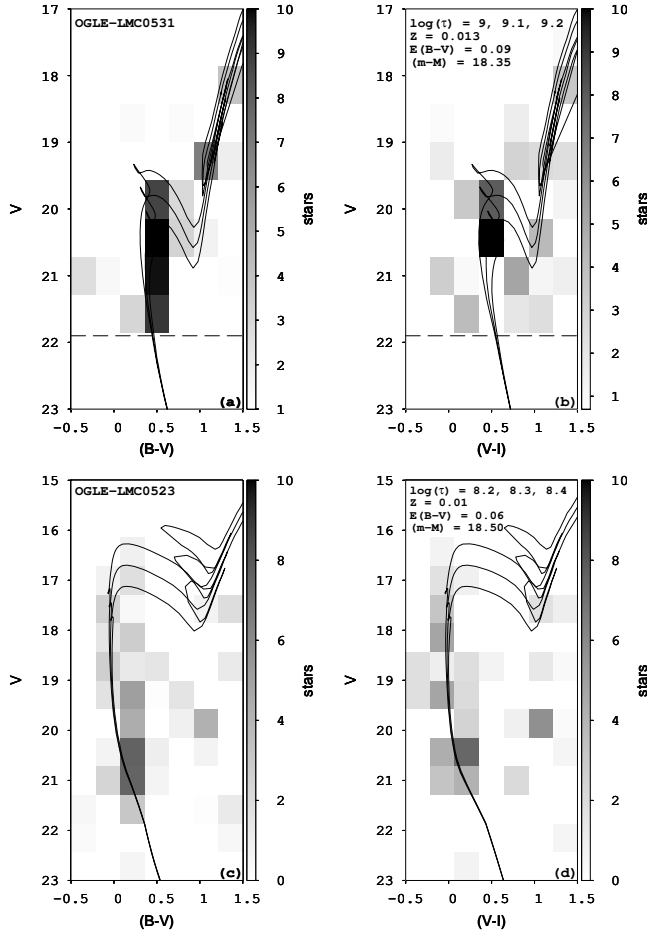 OGLE-LMC0531
17
18
19
20
21
22
23
V
-0.5 0 0.5 1 1.5
(B-V)
(a)
10
9
8
7
6
5
4
3
2
1
stars
log(τ) = 9, 9.1, 9.2
Z = 0.013
E(B-V) = 0.09
(m-M) = 18.35
17
18
19
20
21
22
23
V
-0.5 0 0.5 1 1.5
(V-I)
(b)
10
9
8
7
6
5
4
3
2
1
stars
OGLE-LMC0523
15
16
17
18
19
20
21
22
23
V
-0.5 0 0.5 1 1.5
(B-V)
(c)
10
8
6
4
2
0
stars
log(τ) = 8.2, 8.3, 8.4
Z = 0.01
E(B-V) = 0.06
(m-M) = 18.50
15
16
17
18
19
20
21
22
23
V
-0.5 0 0.5 1 1.5
(V-I)
(d)
10
8
6
4
2
0
stars